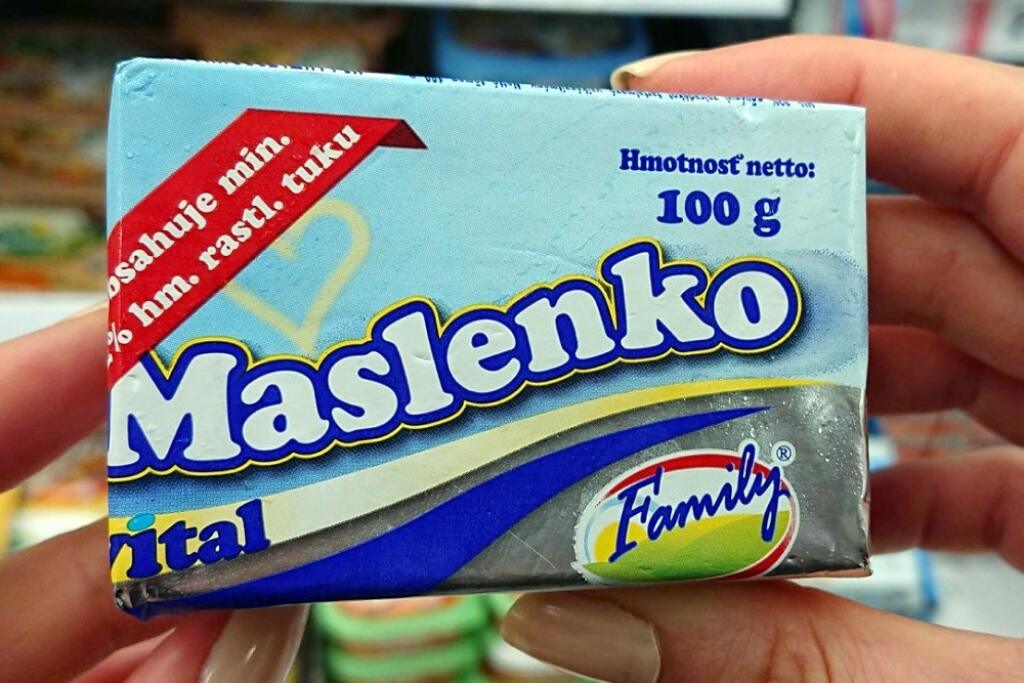 osahuje min.
% hm. rastl. tuku
Hmotnosť netto:
100 g
Maslenko
Vital
Family®